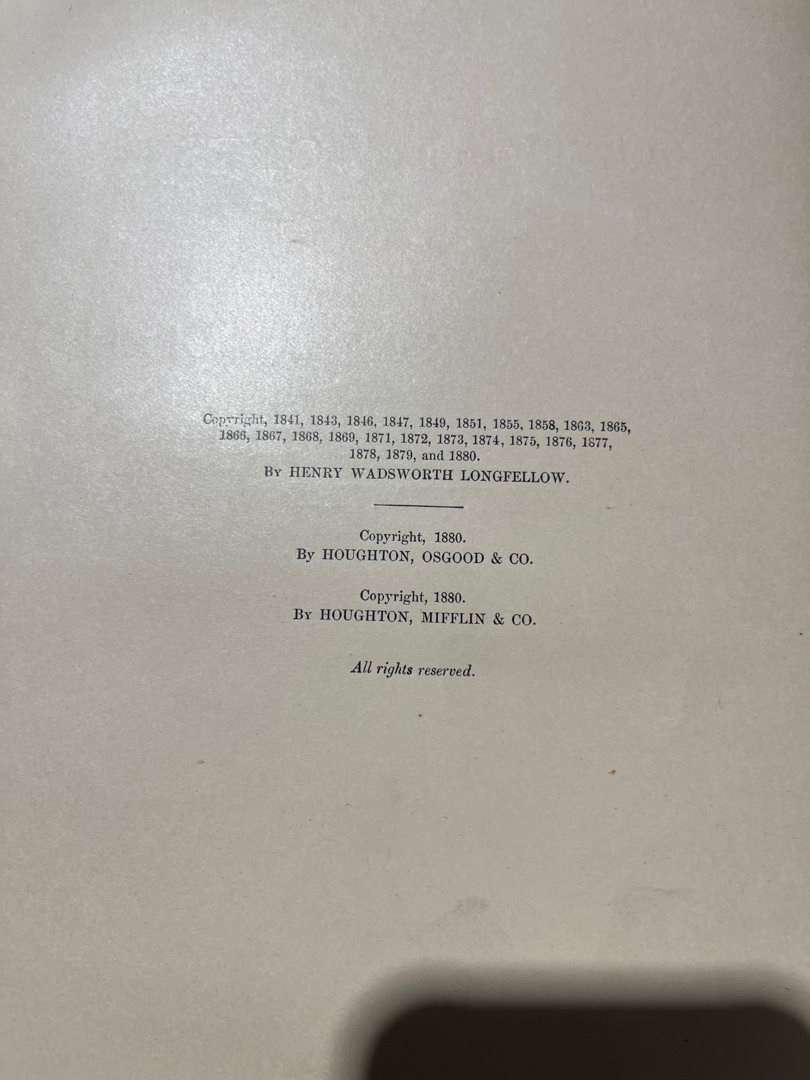 Copyright, 1841, 1843, 1846, 1847, 1849, 1851, 1855, 1858, 1863, 1865,
1866, 1867, 1868, 1869, 1871, 1872, 1873, 1874, 1875, 1876, 1877,
1878, 1879, and 1880.
By HENRY WADSWORTH LONGFELLOW.
Copyright, 1880.
By HOUGHTON, OSGOOD & CO.
Copyright, 1880.
By HOUGHTON, MIFFLIN & CO.
All rights reserved.